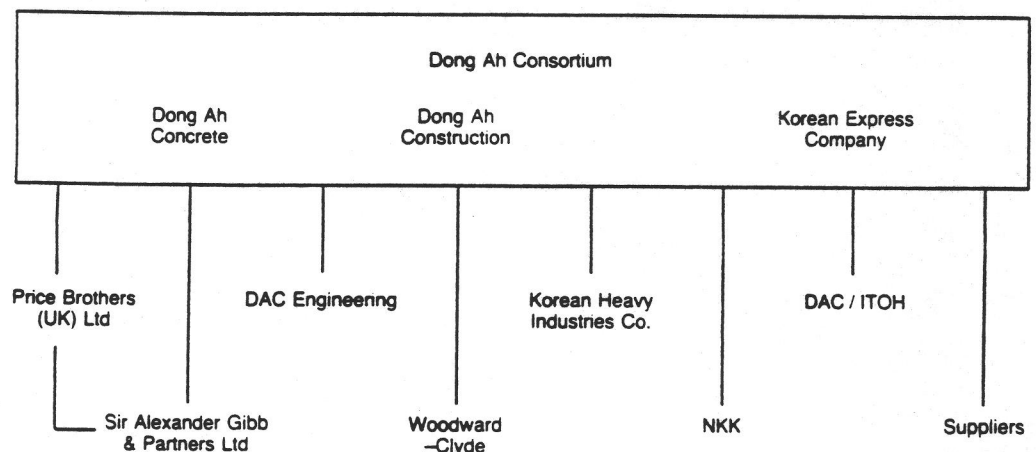 Dong Ah Consortium
Dong Ah
Concrete
Dong Ah
Construction
Korean Express
Company
Price Brothers
(UK) Ltd
DAC Engineering
Korean Heavy
Industries Co.
DAC / ITOH
Sir Alexander Gibb
& Partners Ltd
Woodward
–Clyde
NKK
Suppliers